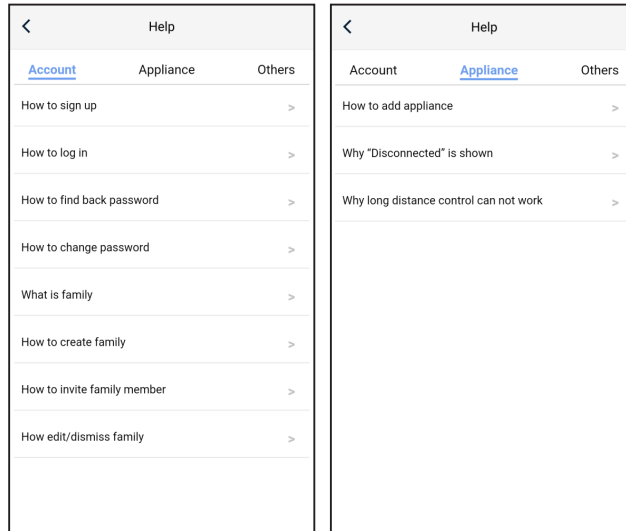 Help
Account Appliance Others
How to sign up >
How to log in >
How to find back password >
How to change password >
What is family >
How to create family >
How to invite family member >
How edit/dismiss family >
Help
Account Appliance Others
How to add appliance >
Why “Disconnected” is shown >
Why long distance control can not work >